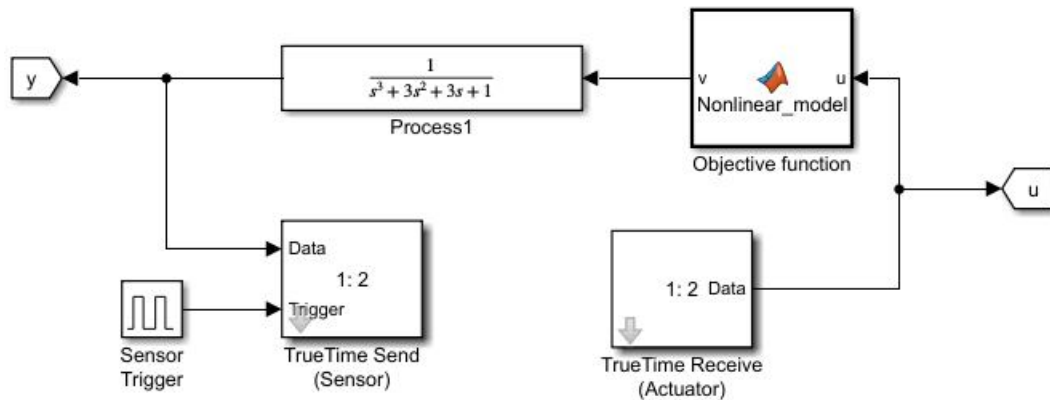 y
1
s³ + 3s² + 3s + 1
Process1
v
u
Nonlinear_model
Objective function
u
Data
1: 2
Trigger
TrueTime Send
(Sensor)
Sensor
Trigger
1: 2
Data
TrueTime Receive
(Actuator)